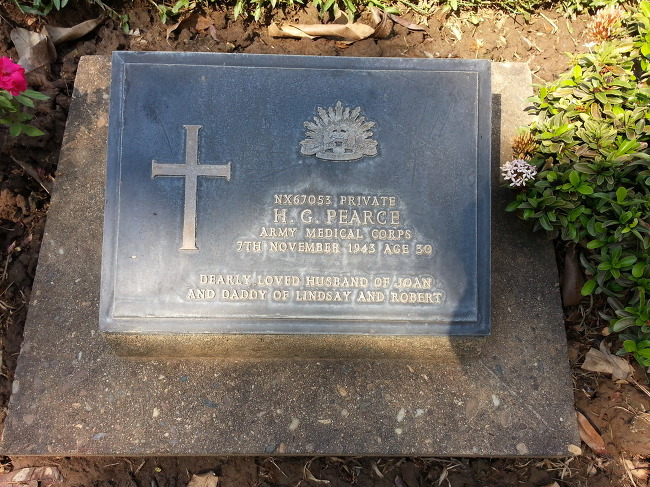 NX67053 PRIVATE
H. G. PEARCE
ARMY MEDICAL CORPS
7TH NOVEMBER 1943 AGE 30
DEARLY LOVED HUSBAND OF JOAN
AND DADDY OF LINDSAY AND ROBERT